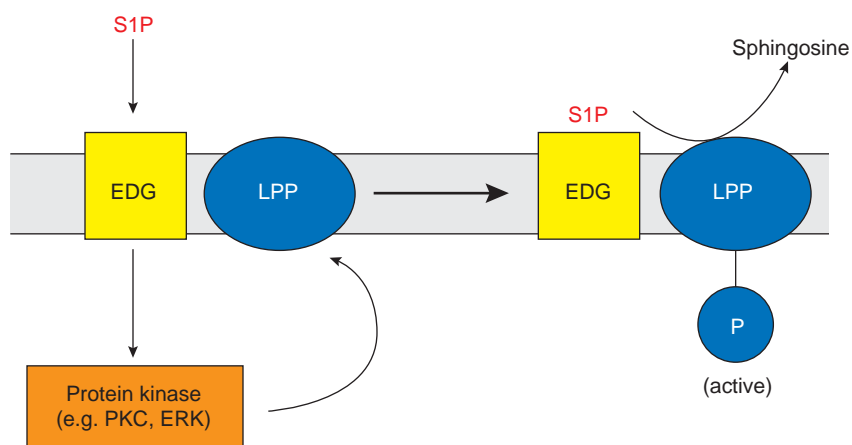 S1P
EDG
LPP
Protein kinase
(e.g. PKC, ERK)
Sphingosine
S1P
EDG
LPP
P
(active)